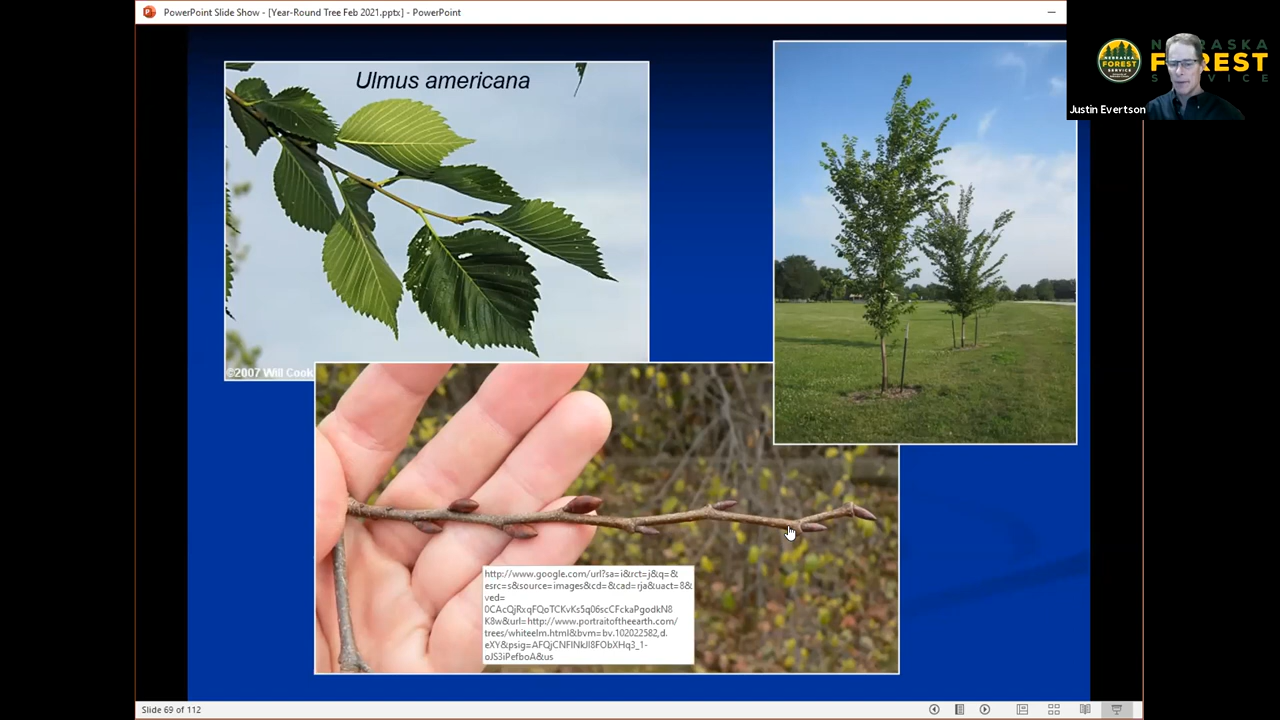 PowerPoint Slide Show - [Year-Round Tree Feb 2021.pptx] - PowerPoint
NEBRASKA
FOREST
SERVICE
Justin Evertson
Ulmus americana
©2007 Will Cook
http://www.google.com/url?sa=i&rct=j&q=&
esrc=s&source=images&cd=&cad=rja&uact=8&
ved=
0CAcQjRxqFQoTCKvKs5q06scCFckaPgodkN8
K8w&url=http://www.portraitoftheearth.com/
trees/whiteelm.html&bvm=bv.102022582,d.
eXY&psig=AFQjCNFINkJl8FObXHq3_1-
oJS3iPefboA&us
Slide 69 of 112